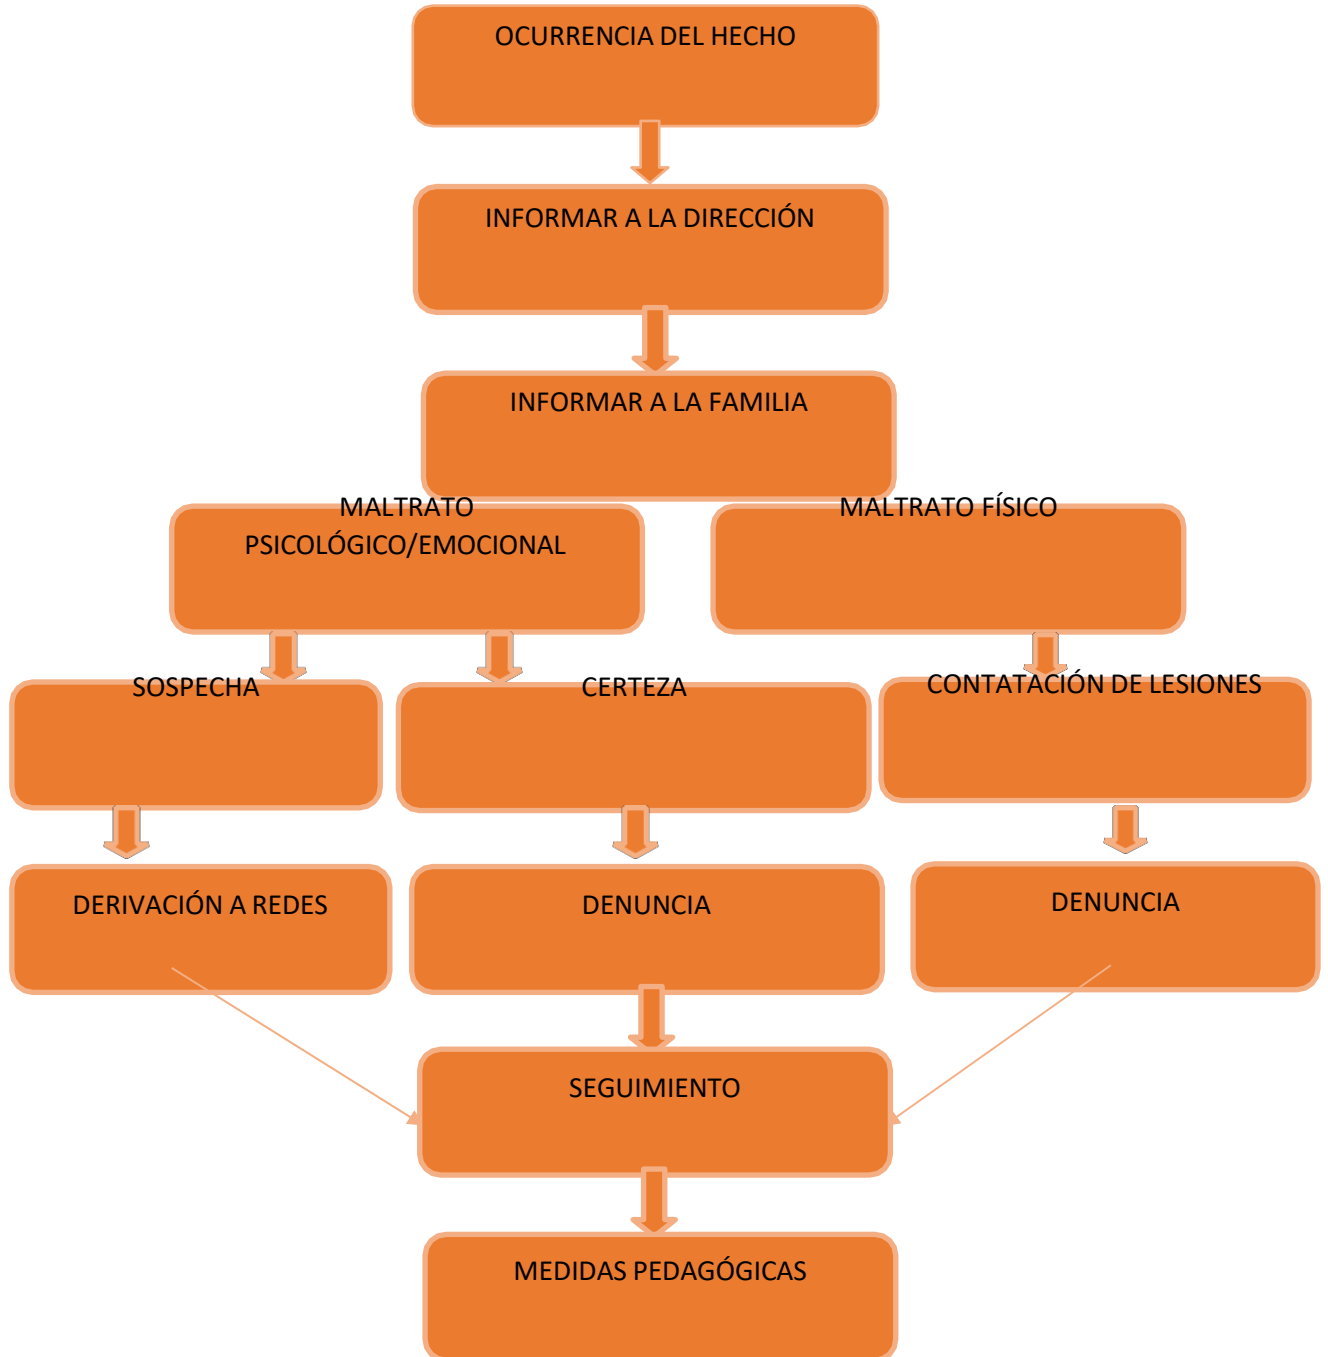 OCURRENCIA DEL HECHO
INFORMAR A LA DIRECCIÓN
INFORMAR A LA FAMILIA
MALTRATO
PSICOLÓGICO/EMOCIONAL
MALTRATO FÍSICO
SOSPECHA
CERTEZA
CONTATACIÓN DE LESIONES
DERIVACIÓN A REDES
DENUNCIA
DENUNCIA
SEGUIMIENTO
MEDIDAS PEDAGÓGICAS